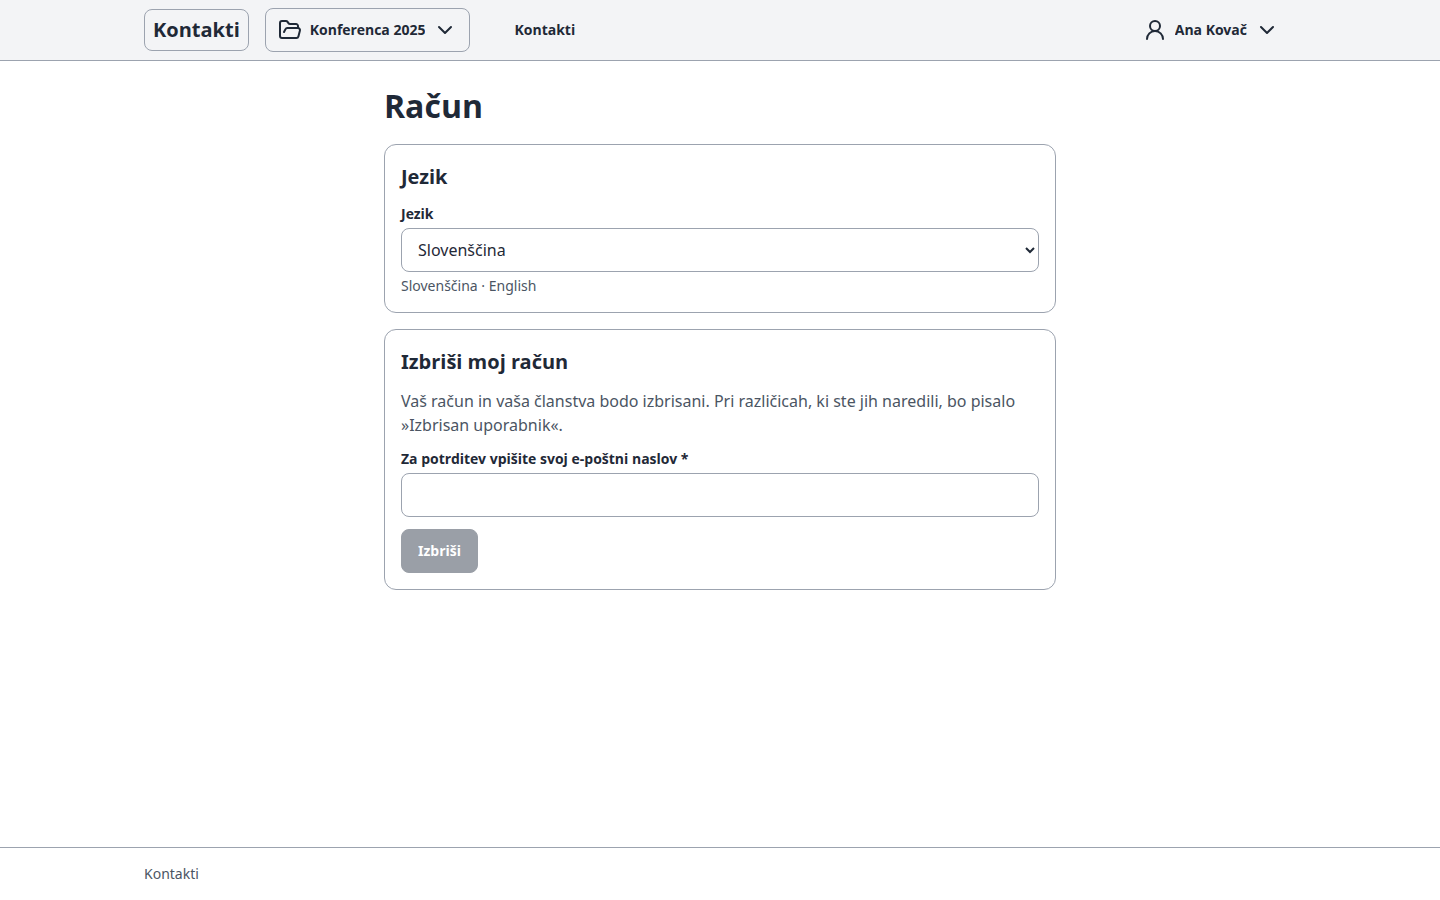 Kontakti
Konferenca 2025
Kontakti
Ana Kovač
Račun
Jezik
Jezik
Slovenščina
Slovenščina · English
Izbriši moj račun
Vaš račun in vaša članstva bodo izbrisani. Pri različicah, ki ste jih naredili, bo pisalo
»Izbrisan uporabnik«.
Za potrditev vpišite svoj e-poštni naslov *
Izbriši
Kontakti